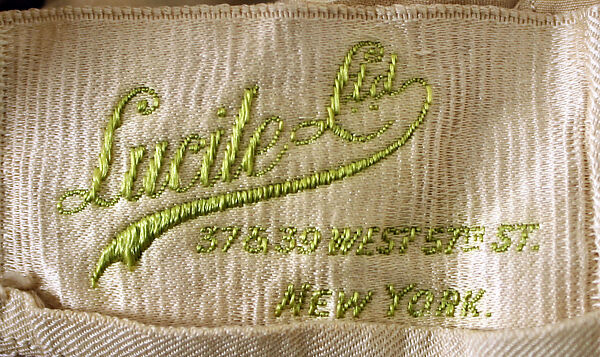 Lucile Ltd
37 & 39 WEST 57TH ST.
NEW YORK.